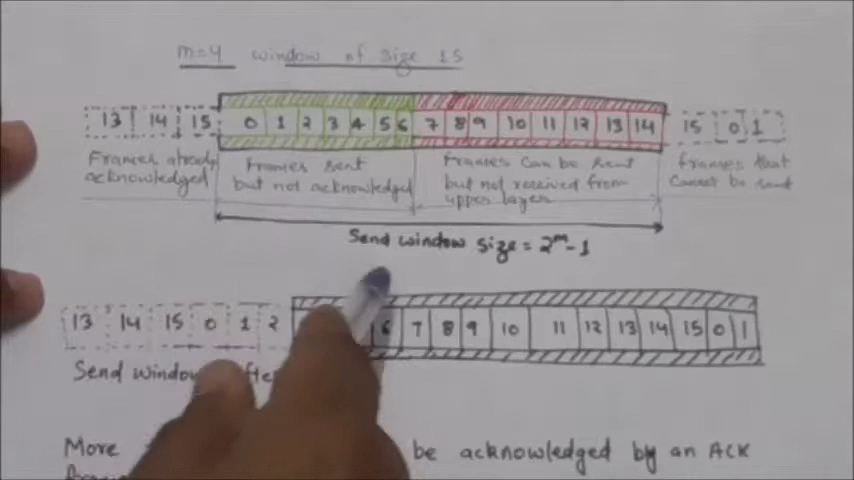 m=4 window of size 15
13 14 15 0 1 2 3 4 5 6 7 8 9 10 11 12 13 14 15 0 1
Frames already acknowledged
Frames sent but not acknowledged
Frames can be sent but not received from upper layer
frames that cannot be sent
Send window size = 2^m - 1
13 14 15 0 1 2 6 7 8 9 10 11 12 13 14 15 0 1
Send window
More be acknowledged by an ACK